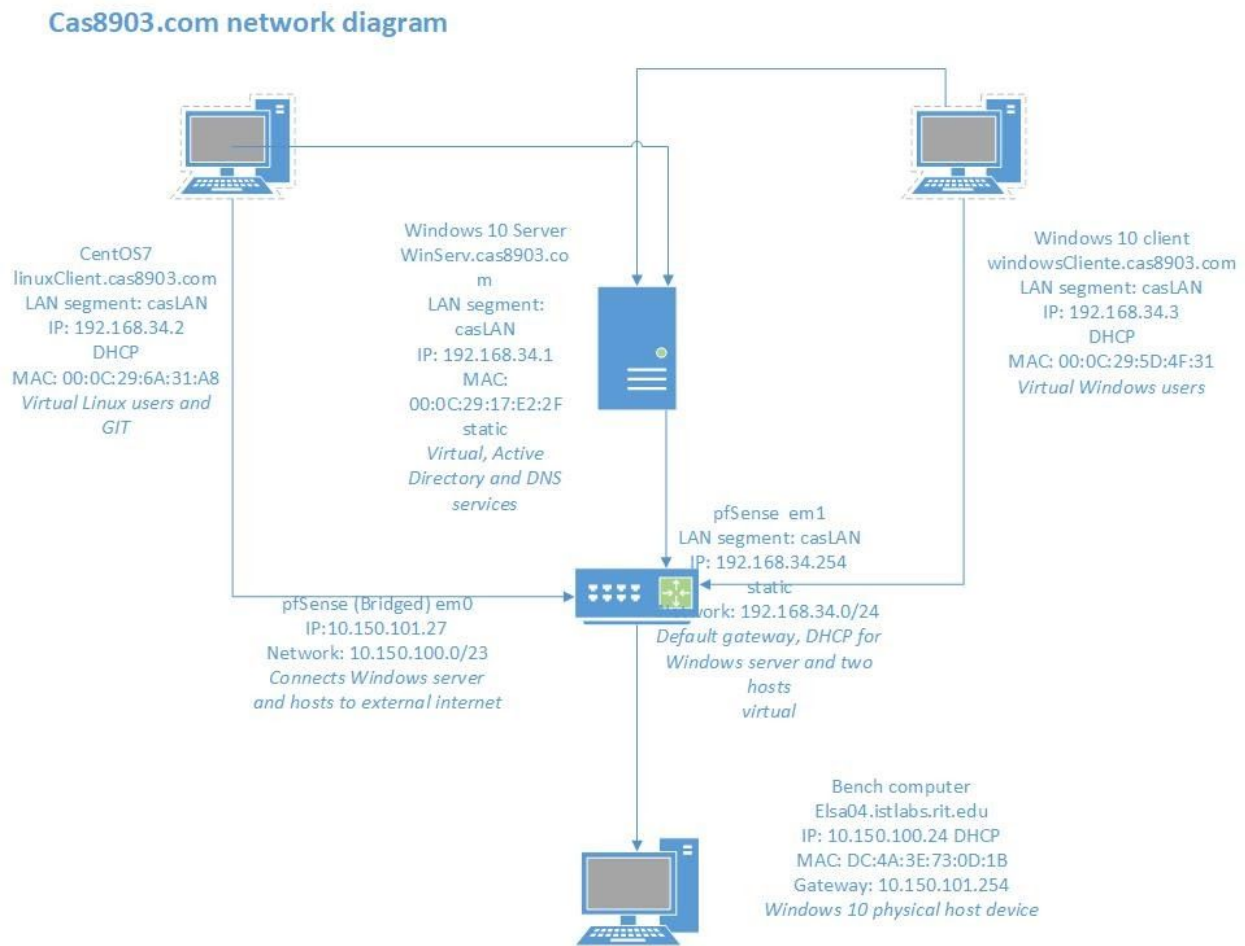 Cas8903.com network diagram
CentOS7
linuxClient.cas8903.com
LAN segment: casLAN
IP: 192.168.34.2
DHCP
MAC: 00:0C:29:6A:31:A8
Virtual Linux users and
GIT
Windows 10 Server
WinServ.cas8903.co
m
LAN segment:
casLAN
IP: 192.168.34.1
MAC:
00:0C:29:17:E2:2F
static
Virtual, Active
Directory and DNS
services
Windows 10 client
windowsCliente.cas8903.com
LAN segment: casLAN
IP: 192.168.34.3
DHCP
MAC: 00:0C:29:5D:4F:31
Virtual Windows users
pfSense em1
LAN segment: casLAN
IP: 192.168.34.254
static
work: 192.168.34.0/24
Default gateway, DHCP for
Windows server and two
hosts
virtual
pfSense (Bridged) em0
IP:10.150.101.27
Network: 10.150.100.0/23
Connects Windows server
and hosts to external internet
Bench computer
Elsa04.istlabs.rit.edu
IP: 10.150.100.24 DHCP
MAC: DC:4A:3E:73:0D:1B
Gateway: 10.150.101.254
Windows 10 physical host device